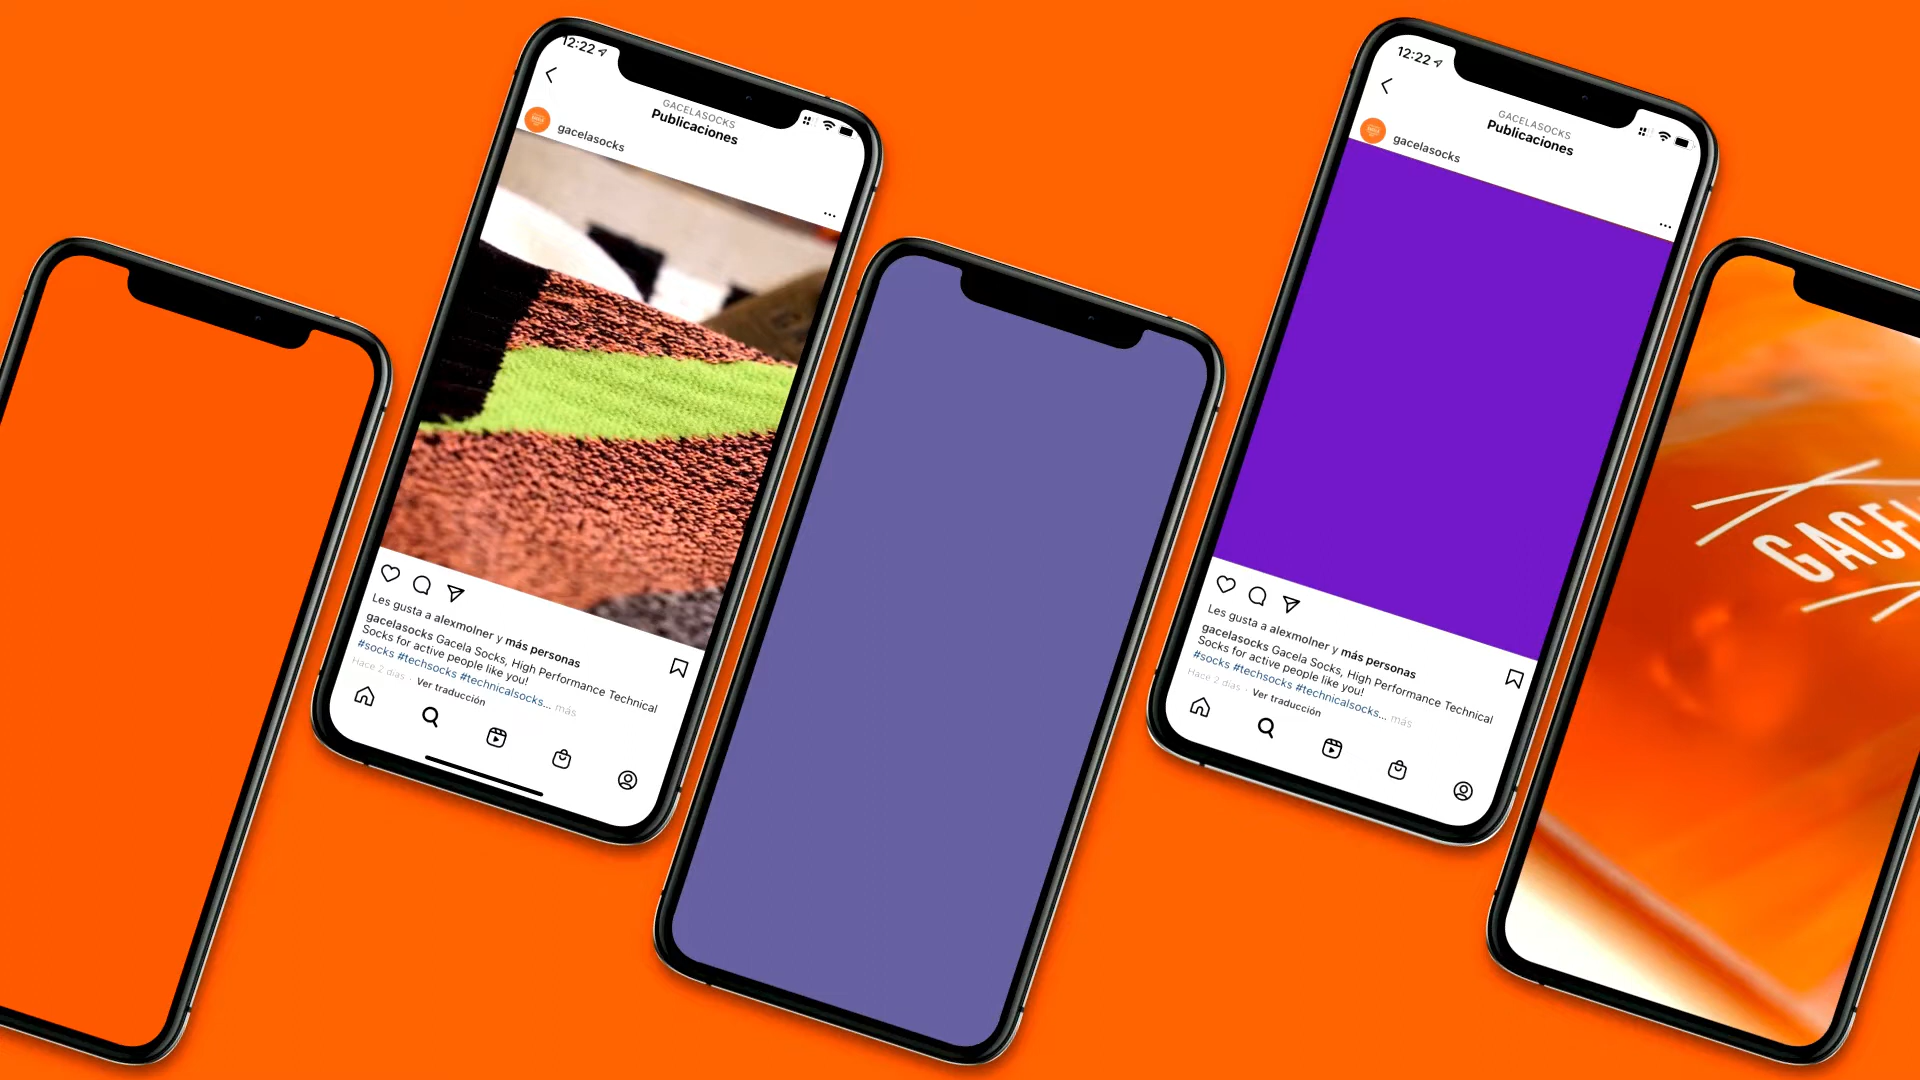 12:22
GACELASOCKS
Publicaciones
gacelasocks
Les gusta a alexmolner y más personas
gacelasocks Gacela Socks, High Performance Technical
Socks for active people like you!
#socks #techsocks #technicalsocks... más
Hace 2 días · Ver traducción
12:22
GACELASOCKS
Publicaciones
gacelasocks
Les gusta a alexmolner y más personas
gacelasocks Gacela Socks, High Performance Technical
Socks for active people like you!
#socks #techsocks #technicalsocks... más
Hace 2 días · Ver traducción